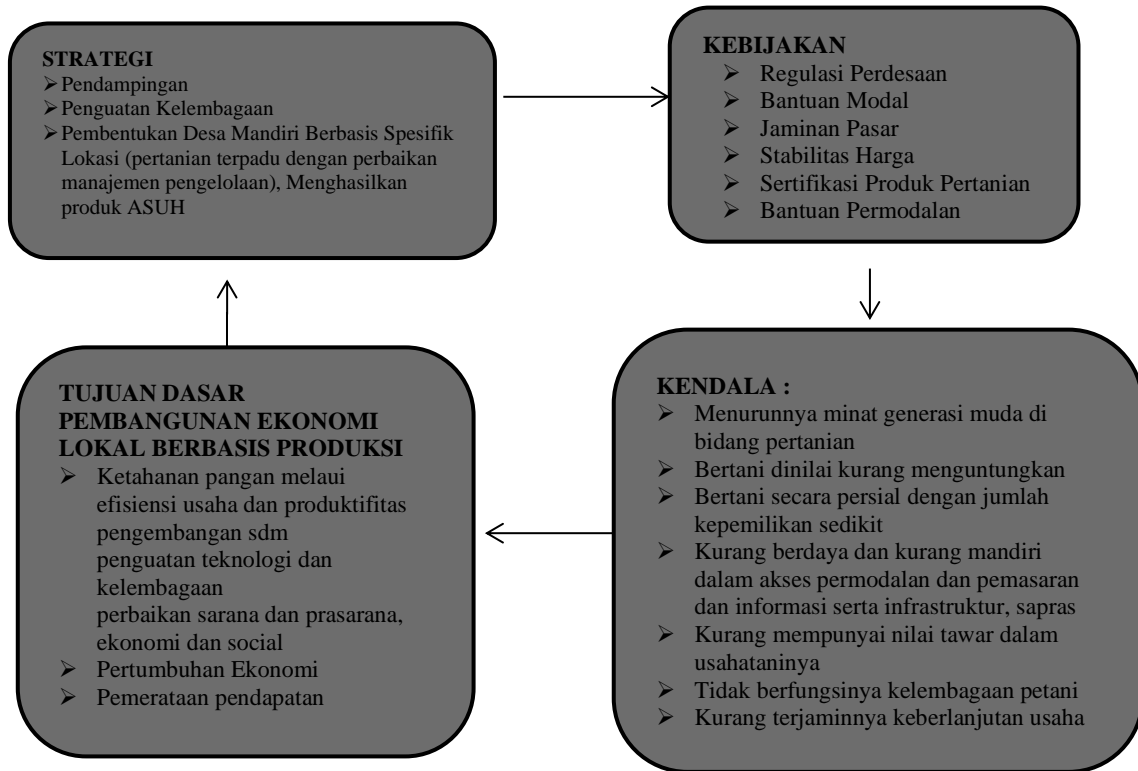 STRATEGI
➢Pendampingan
➢Penguatan Kelembagaan
➢Pembentukan Desa Mandiri Berbasis Spesifik
Lokasi (pertanian terpadu dengan perbaikan
manajemen pengelolaan), Menghasilkan
produk ASUH
KEBIJAKAN
➢ Regulasi Perdesaan
➢ Bantuan Modal
➢ Jaminan Pasar
➢ Stabilitas Harga
➢ Sertifikasi Produk Pertanian
➢ Bantuan Permodalan
KENDALA :
➢ Menurunnya minat generasi muda di
bidang pertanian
➢ Bertani dinilai kurang menguntungkan
➢ Bertani secara persial dengan jumlah
kepemilikan sedikit
➢ Kurang berdaya dan kurang mandiri
dalam akses permodalan dan pemasaran
dan informasi serta infrastruktur, sapras
➢ Kurang mempunyai nilai tawar dalam
usahataninya
➢ Tidak berfungsinya kelembagaan petani
➢ Kurang terjaminnya keberlanjutan usaha
TUJUAN DASAR
PEMBANGUNAN EKONOMI
LOKAL BERBASIS PRODUKSI
➢ Ketahanan pangan melaui
efisiensi usaha dan produktifitas
pengembangan sdm
penguatan teknologi dan
kelembagaan
perbaikan sarana dan prasarana,
ekonomi dan social
➢ Pertumbuhan Ekonomi
➢ Pemerataan pendapatan